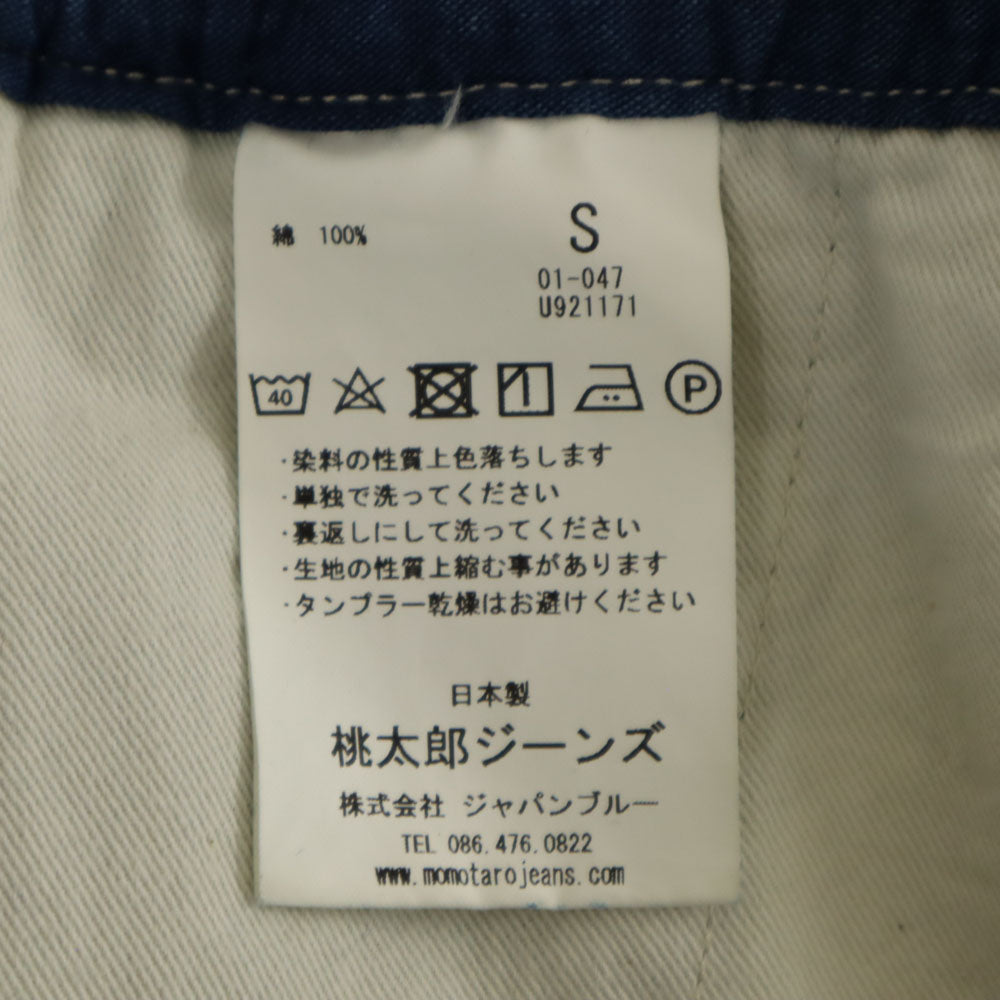 綿 100%
S
01-047
U921171
40
P
・染料の性質上色落ちします
・単独で洗ってください
・裏返しにして洗ってください
・生地の性質上縮む事があります
・タンブラー乾燥はお避けください
日本製
桃太郎ジーンズ
株式会社 ジャパンブルー
TEL 086.476.0822
www.momotarojeans.com